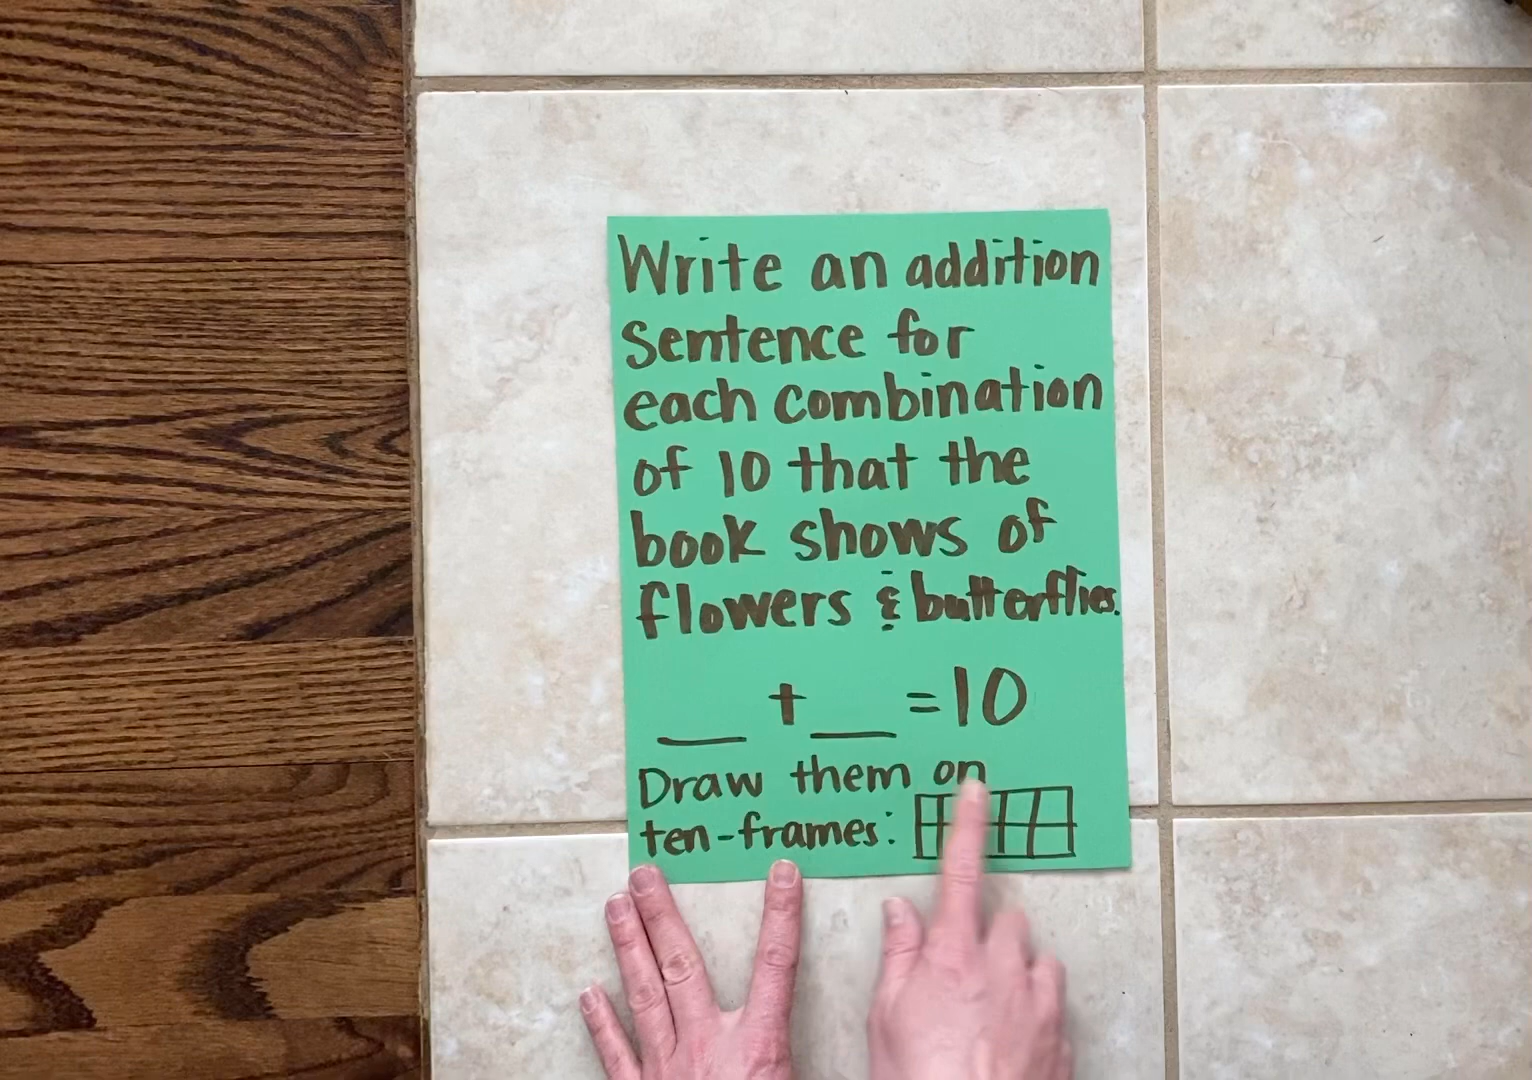 Write an addition
Sentence for
each combination
of 10 that the
book shows of
flowers & butterflies.
__ + __ = 10
Draw them on
ten-frames: